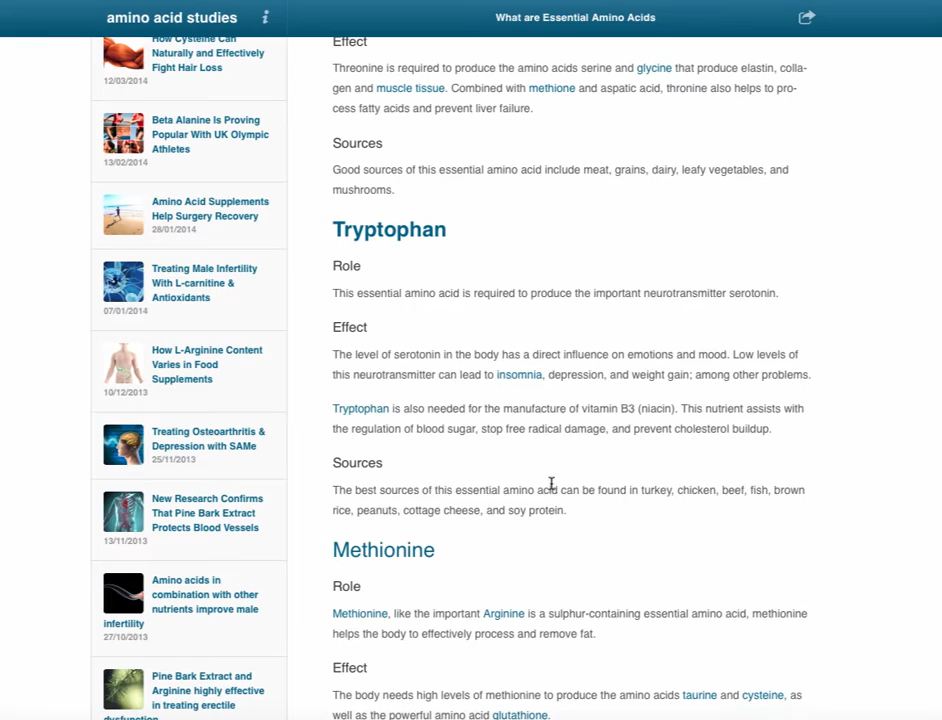 amino acid studies
What are Essential Amino Acids
How Cysteine Can
Naturally and Effectively
Fight Hair Loss
12/03/2014
Beta Alanine Is Proving
Popular With UK Olympic
Athletes
13/02/2014
Amino Acid Supplements
Help Surgery Recovery
28/01/2014
Treating Male Infertility
With L-carnitine &
Antioxidants
07/01/2014
How L-Arginine Content
Varies in Food
Supplements
10/12/2013
Treating Osteoarthritis &
Depression with SAMe
25/11/2013
New Research Confirms
That Pine Bark Extract
Protects Blood Vessels
13/11/2013
Amino acids in
combination with other
nutrients improve male
infertility
27/10/2013
Pine Bark Extract and
Arginine highly effective
in treating erectile
dysfunction
Effect
Threonine is required to produce the amino acids serine and glycine that produce elastin, colla-
gen and muscle tissue. Combined with methione and aspatic acid, thronine also helps to pro-
cess fatty acids and prevent liver failure.
Sources
Good sources of this essential amino acid include meat, grains, dairy, leafy vegetables, and
mushrooms.
Tryptophan
Role
This essential amino acid is required to produce the important neurotransmitter serotonin.
Effect
The level of serotonin in the body has a direct influence on emotions and mood. Low levels of
this neurotransmitter can lead to insomnia, depression, and weight gain; among other problems.
Tryptophan is also needed for the manufacture of vitamin B3 (niacin). This nutrient assists with
the regulation of blood sugar, stop free radical damage, and prevent cholesterol buildup.
Sources
The best sources of this essential amino acid can be found in turkey, chicken, beef, fish, brown
rice, peanuts, cottage cheese, and soy protein.
Methionine
Role
Methionine, like the important Arginine is a sulphur-containing essential amino acid, methionine
helps the body to effectively process and remove fat.
Effect
The body needs high levels of methionine to produce the amino acids taurine and cysteine, as
well as the powerful amino acid glutathione.